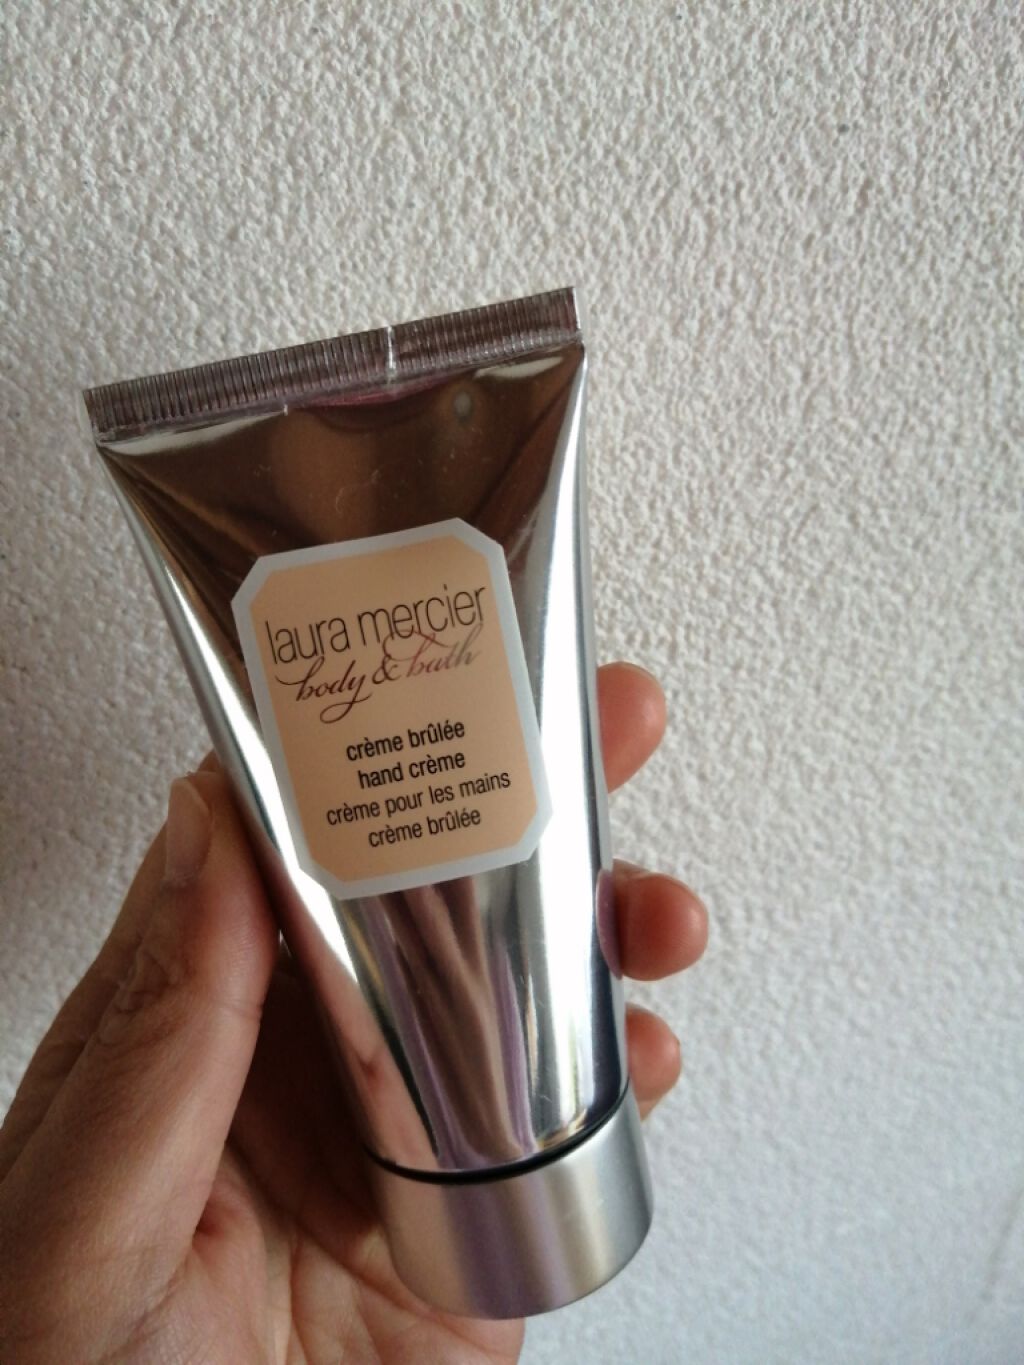 laura mercier
body & bath
crème brûlée
hand crème
crème pour les mains
crème brûlée